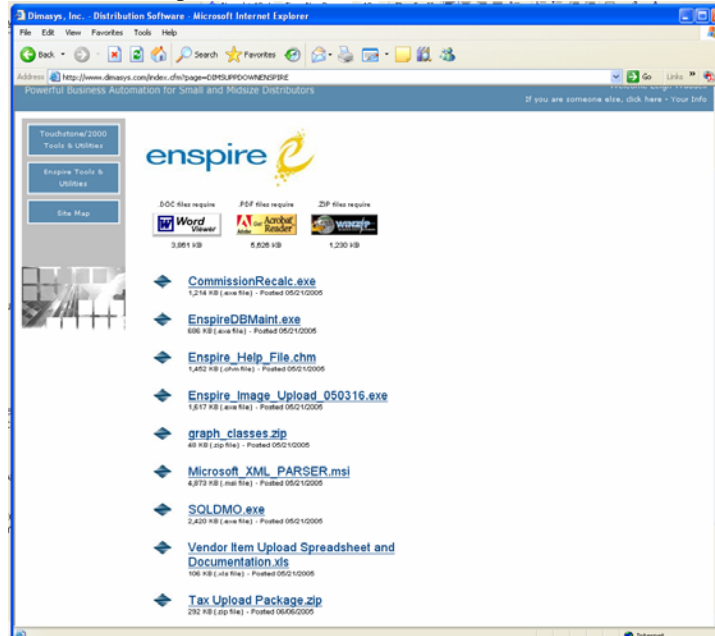 Dimasys, Inc. - Distribution Software - Microsoft Internet Explorer
File Edit View Favorites Tools Help
Back Search Favorites
Address http://www.dimasys.com/index.cfm?page=DIMSUPPDOWNENSPIRE Go Links »
Powerful Business Automation for Small and Midsize Distributors
If you are someone else, click here - Your Info
Touchstone/2000
Tools & Utilities
Enspire Tools &
Utilities
Site Map
enspire e
.DOC files require .PDF files require .ZIP files require
W Word Viewer Get Acrobat Reader Adobe WINZIP
3,861 KB 5,626 KB 1,230 KB
CommissionRecalc.exe
1,214 KB (.exe file) - Posted 05/21/2005
EnspireDBMaint.exe
686 KB (.exe file) - Posted 05/21/2005
Enspire_Help_File.chm
1,452 KB (.chm file) - Posted 05/21/2005
Enspire_Image_Upload_050316.exe
1,617 KB (.exe file) - Posted 05/21/2005
graph_classes.zip
48 KB (.zip file) - Posted 05/21/2005
Microsoft_XML_PARSER.msi
4,873 KB (.msi file) - Posted 05/21/2005
SQLDMO.exe
2,420 KB (.exe file) - Posted 05/21/2005
Vendor Item Upload Spreadsheet and
Documentation.xls
106 KB (.xls file) - Posted 05/21/2005
Tax Upload Package.zip
292 KB (.zip file) - Posted 06/06/2005
Internet